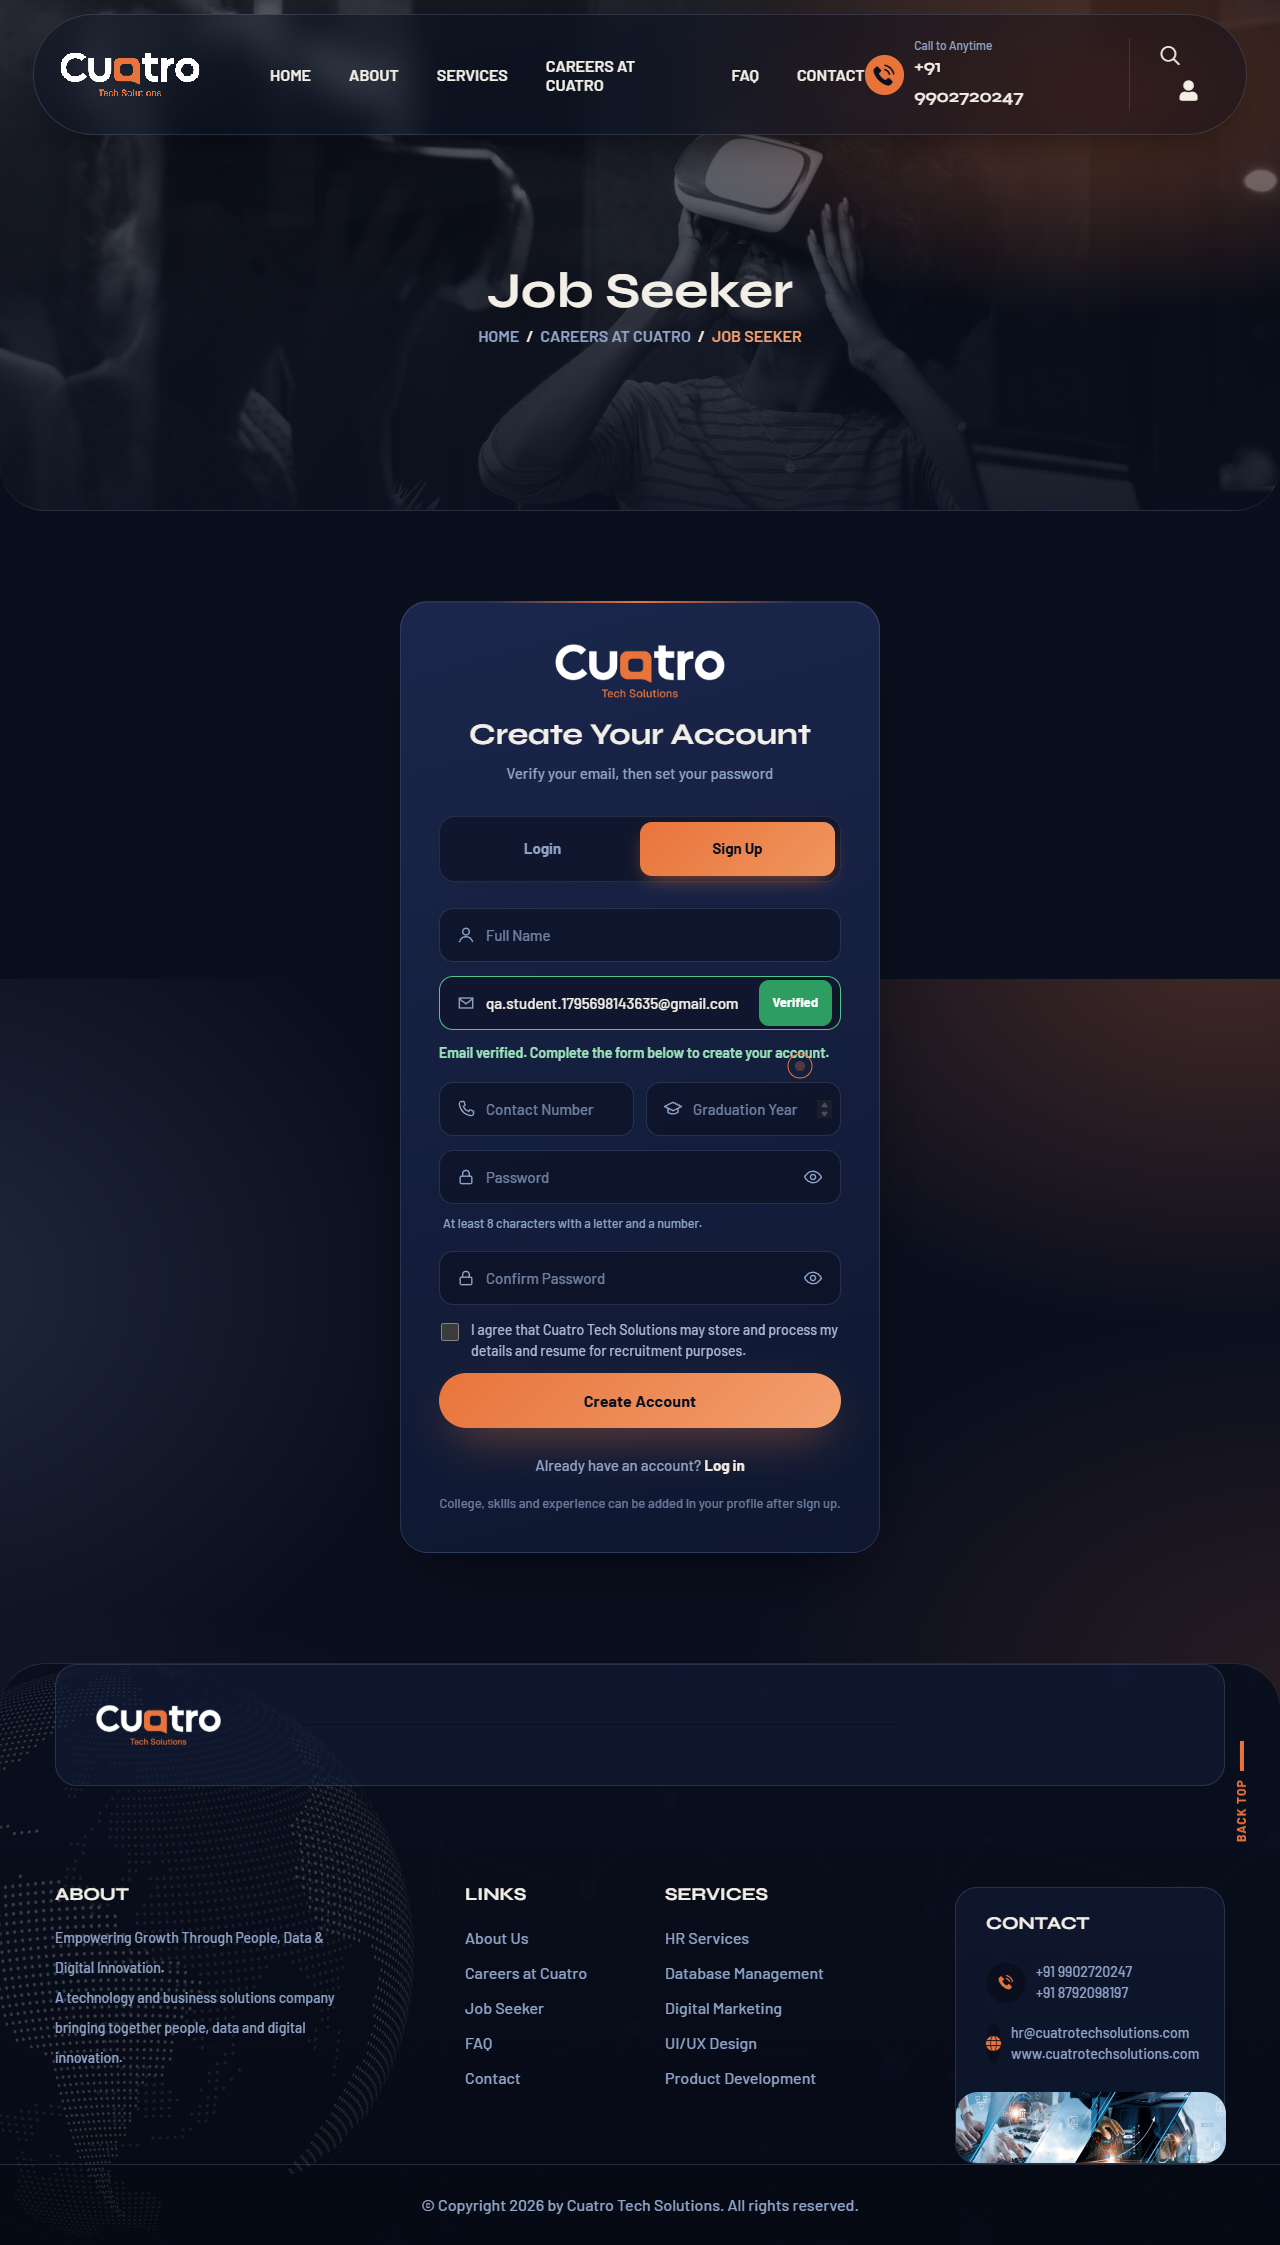 Cuatro
Tech Solutions
HOME
ABOUT
SERVICES
CAREERS AT
CUATRO
FAQ
CONTACT
Call to Anytime
+91
9902720247
Job Seeker
HOME / CAREERS AT CUATRO / JOB SEEKER
Cuatro
Tech Solutions
Create Your Account
Verify your email, then set your password
Login
Sign Up
Full Name
qa.student.1795698143635@gmail.com
Verified
Email verified. Complete the form below to create your account.
Contact Number
Graduation Year
Password
At least 8 characters with a letter and a number.
Confirm Password
I agree that Cuatro Tech Solutions may store and process my
details and resume for recruitment purposes.
Create Account
Already have an account? Log in
College, skills and experience can be added in your profile after sign up.
Cuatro
Tech Solutions
BACK TOP
ABOUT
Empowering Growth Through People, Data &
Digital Innovation.
A technology and business solutions company
bringing together people, data and digital
innovation.
LINKS
About Us
Careers at Cuatro
Job Seeker
FAQ
Contact
SERVICES
HR Services
Database Management
Digital Marketing
UI/UX Design
Product Development
CONTACT
+91 9902720247
+91 8792098197
hr@cuatrotechsolutions.com
www.cuatrotechsolutions.com
© Copyright 2026 by Cuatro Tech Solutions. All rights reserved.